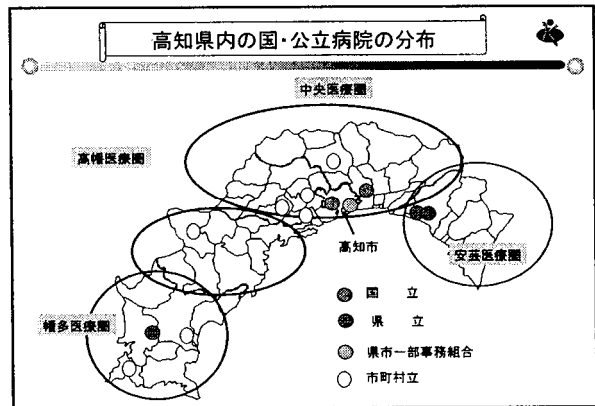 高知県内の国・公立病院の分布
中央医療圏
高幡医療圏
高知市
安芸医療圏
幡多医療圏
国　立
県　立
県市一部事務組合
市町村立